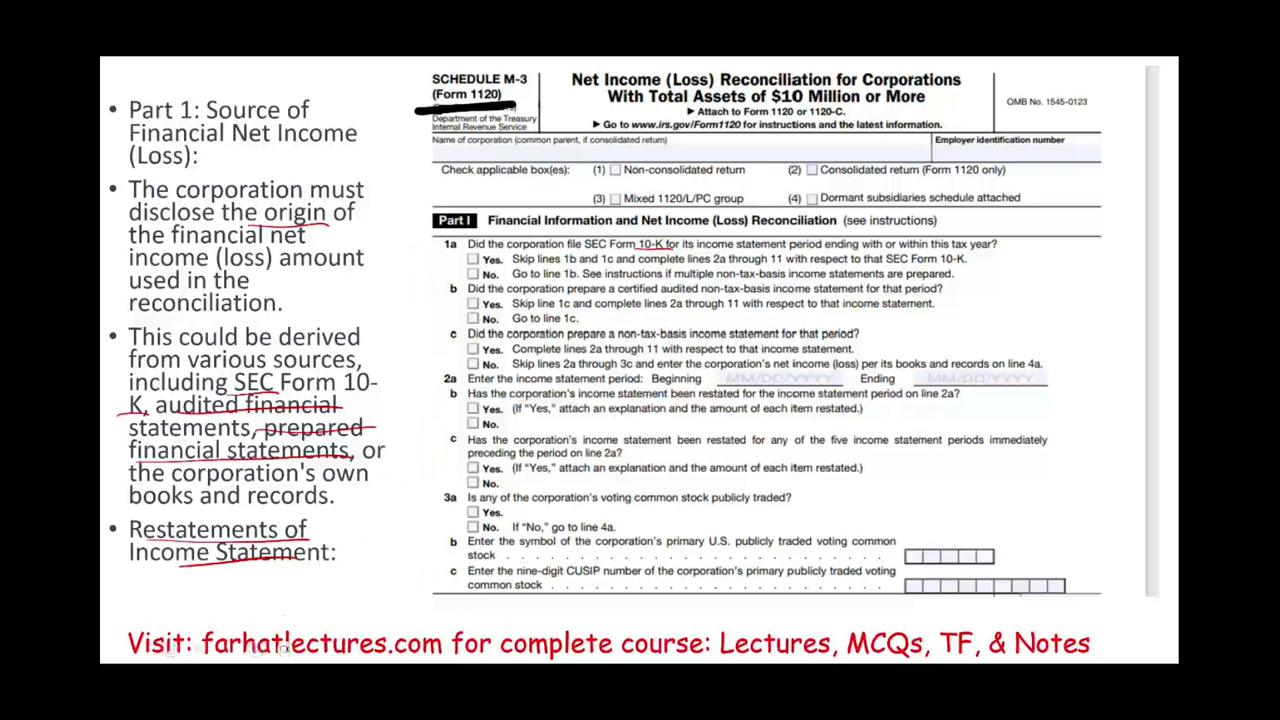 • Part 1: Source of
Financial Net Income
(Loss):
• The corporation must
disclose the origin of
the financial net
income (loss) amount
used in the
reconciliation.
• This could be derived
from various sources,
including SEC Form 10-
K, audited financial
statements, prepared
financial statements, or
the corporation's own
books and records.
• Restatements of
Income Statement:
SCHEDULE M-3
(Form 1120)
Department of the Treasury
Internal Revenue Service
Net Income (Loss) Reconciliation for Corporations
With Total Assets of $10 Million or More
▶ Attach to Form 1120 or 1120-C.
▶ Go to www.irs.gov/Form1120 for instructions and the latest information.
OMB No. 1545-0123
Name of corporation (common parent, if consolidated return)
Employer identification number
Check applicable box(es): (1) Non-consolidated return (2) Consolidated return (Form 1120 only)
(3) Mixed 1120/L/PC group (4) Dormant subsidiaries schedule attached
Part I Financial Information and Net Income (Loss) Reconciliation (see instructions)
1a Did the corporation file SEC Form 10-K for its income statement period ending with or within this tax year?
Yes. Skip lines 1b and 1c and complete lines 2a through 11 with respect to that SEC Form 10-K.
No. Go to line 1b. See instructions if multiple non-tax-basis income statements are prepared.
b Did the corporation prepare a certified audited non-tax-basis income statement for that period?
Yes. Skip line 1c and complete lines 2a through 11 with respect to that income statement.
No. Go to line 1c.
c Did the corporation prepare a non-tax-basis income statement for that period?
Yes. Complete lines 2a through 11 with respect to that income statement.
No. Skip lines 2a through 3c and enter the corporation's net income (loss) per its books and records on line 4a.
2a Enter the income statement period: Beginning MM/DD/YYYY Ending MM/DD/YYYY
b Has the corporation's income statement been restated for the income statement period on line 2a?
Yes. (If "Yes," attach an explanation and the amount of each item restated.)
No.
c Has the corporation's income statement been restated for any of the five income statement periods immediately
preceding the period on line 2a?
Yes. (If "Yes," attach an explanation and the amount of each item restated.)
No.
3a Is any of the corporation's voting common stock publicly traded?
Yes.
No. If "No," go to line 4a.
b Enter the symbol of the corporation's primary U.S. publicly traded voting common
stock
c Enter the nine-digit CUSIP number of the corporation's primary publicly traded voting
common stock
Visit: farhatlectures.com for complete course: Lectures, MCQs, TF, & Notes